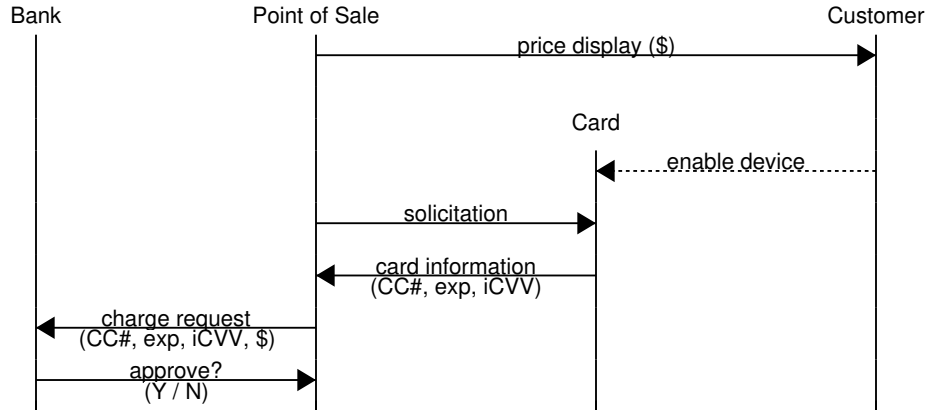 Bank
Point of Sale
Customer
price display ($)
Card
enable device
solicitation
card information
(CC#, exp, iCVV)
charge request
(CC#, exp, iCVV, $)
approve?
(Y / N)